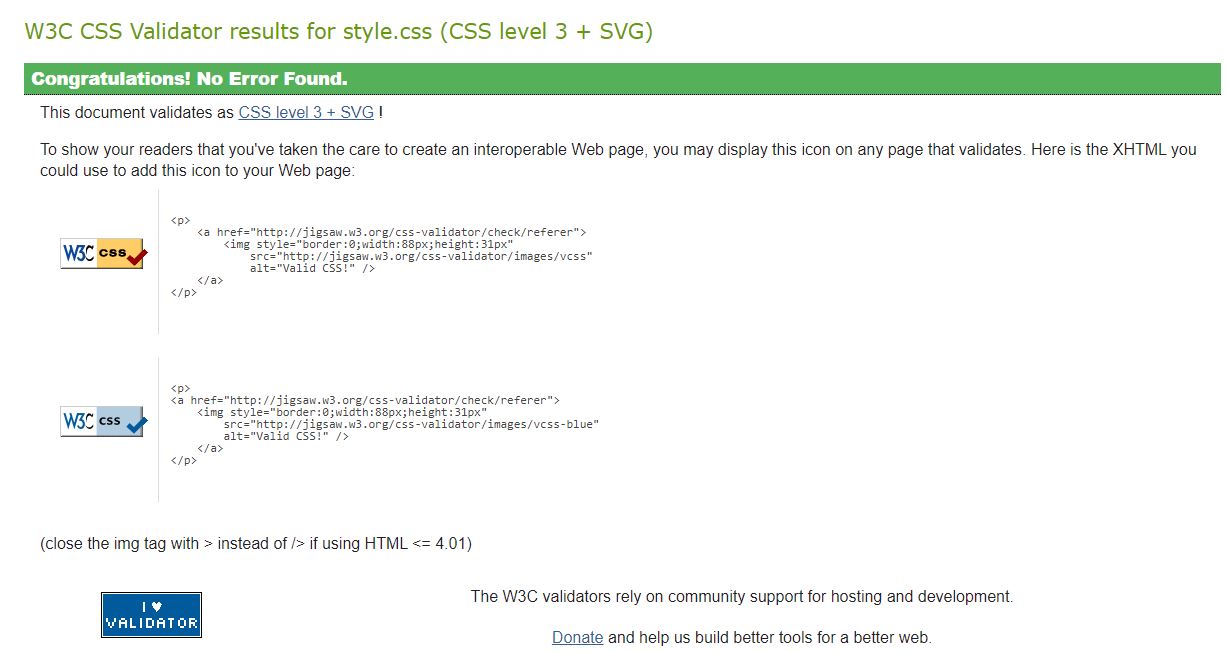 W3C CSS Validator results for style.css (CSS level 3 + SVG)
Congratulations! No Error Found.
This document validates as CSS level 3 + SVG !
To show your readers that you've taken the care to create an interoperable Web page, you may display this icon on any page that validates. Here is the XHTML you
could use to add this icon to your Web page:
W3C css
<p>
    <a href="http://jigsaw.w3.org/css-validator/check/referer">
        <img style="border:0;width:88px;height:31px"
            src="http://jigsaw.w3.org/css-validator/images/vcss"
            alt="Valid CSS!" />
    </a>
</p>
W3C css
<p>
<a href="http://jigsaw.w3.org/css-validator/check/referer">
    <img style="border:0;width:88px;height:31px"
        src="http://jigsaw.w3.org/css-validator/images/vcss-blue"
        alt="Valid CSS!" />
    </a>
</p>
(close the img tag with > instead of /> if using HTML <= 4.01)
I ♥
VALIDATOR
The W3C validators rely on community support for hosting and development.
Donate and help us build better tools for a better web.